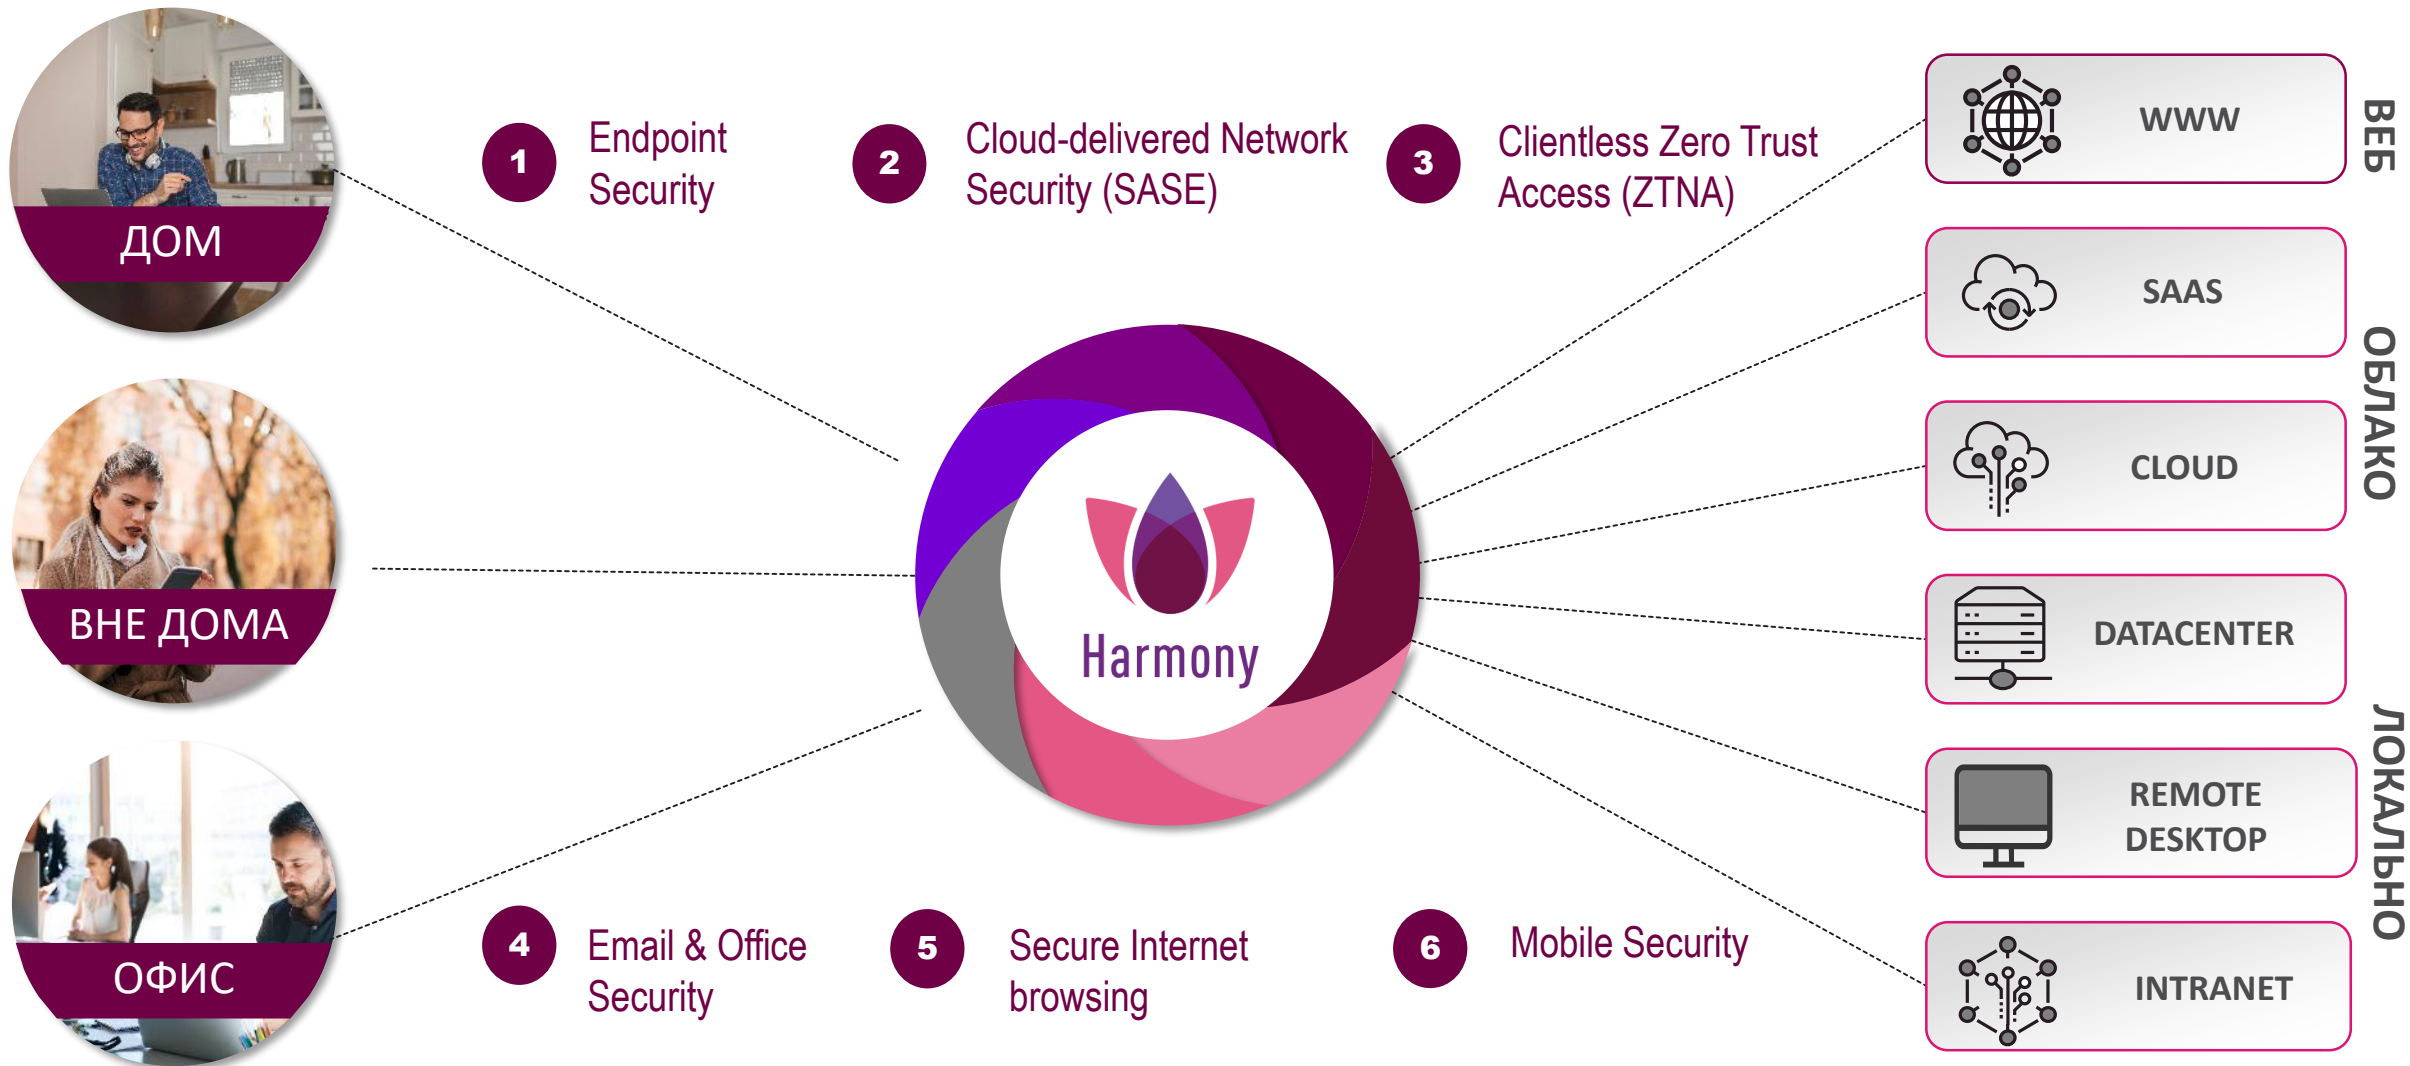 ДОМ
ВНЕ ДОМА
ОФИС
1
Endpoint
Security
2
Cloud-delivered Network
Security (SASE)
3
Clientless Zero Trust
Access (ZTNA)
Harmony
4
Email & Office
Security
5
Secure Internet
browsing
6
Mobile Security
WWW
SAAS
CLOUD
DATACENTER
REMOTE
DESKTOP
INTRANET
ВЕБ
ОБЛАКО
ЛОКАЛЬНО